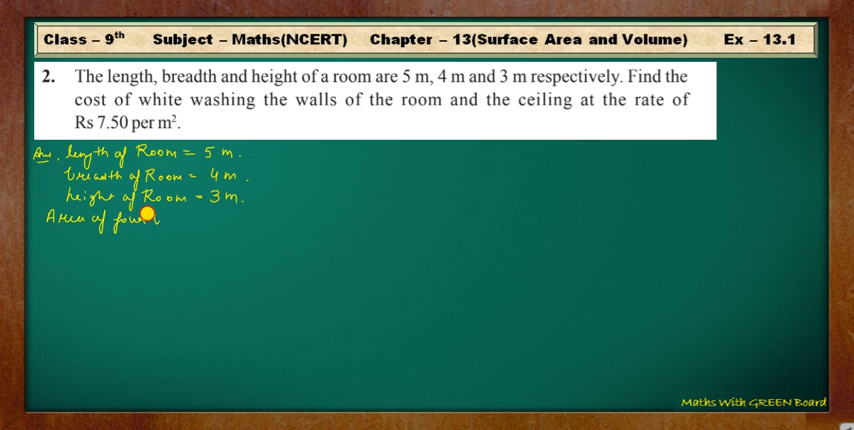 Class – 9th Subject – Maths(NCERT) Chapter – 13(Surface Area and Volume) Ex – 13.1
2. The length, breadth and height of a room are 5 m, 4 m and 3 m respectively. Find the
cost of white washing the walls of the room and the ceiling at the rate of
Rs 7.50 per m².
Ans. length of Room = 5 m.
breadth of Room = 4 m.
height of Room = 3 m.
Area of four
Maths With GREEN Board